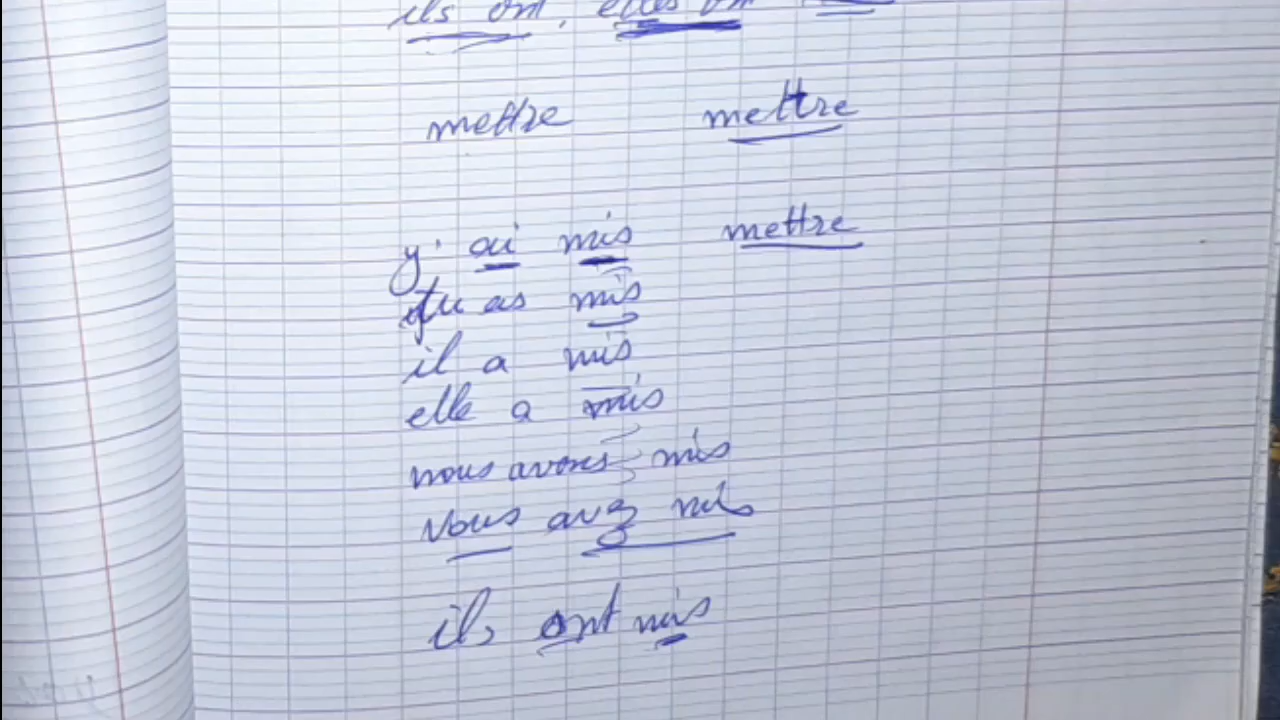 ils ont, elles ont
mettre mettre
j' ai mis mettre
tu as mis
il a mis
elle a mis
nous avons mis
vous avez mis
ils ont mis